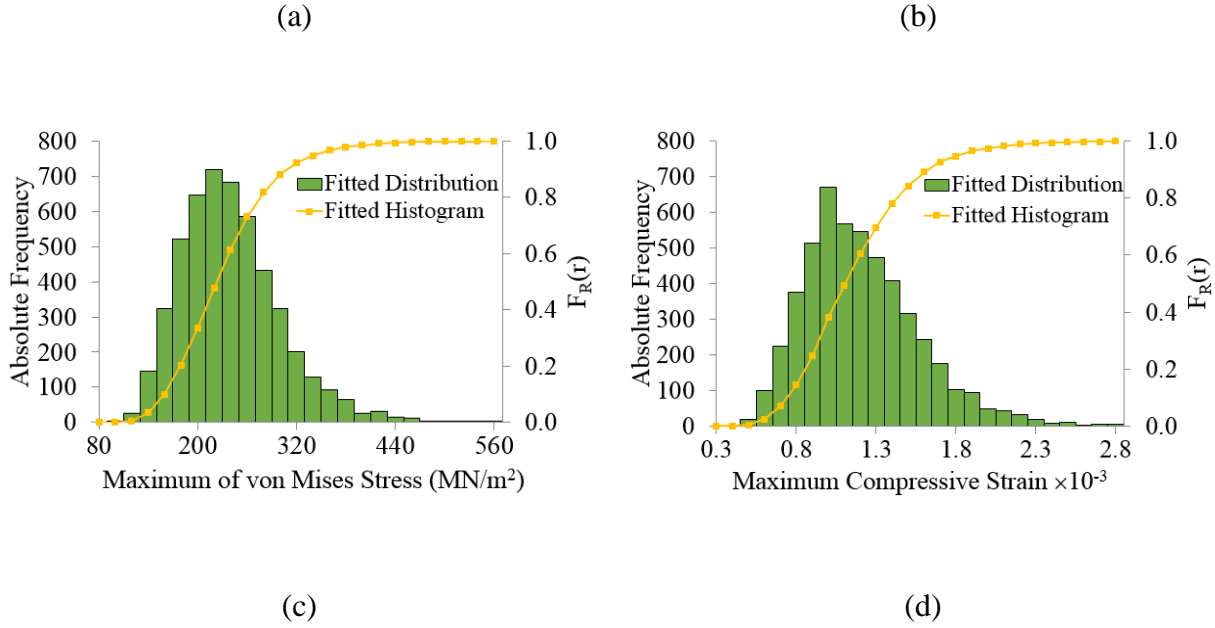 (a)
(b)
800
700
600
500
400
300
200
100
0
Absolute Frequency
1.0
0.8
0.6
0.4
0.2
0.0
F_R(r)
Fitted Distribution
Fitted Histogram
80 200 320 440 560
Maximum of von Mises Stress (MN/m²)
800
700
600
500
400
300
200
100
0
Absolute Frequency
1.0
0.8
0.6
0.4
0.2
0.0
F_R(r)
Fitted Distribution
Fitted Histogram
0.3 0.8 1.3 1.8 2.3 2.8
Maximum Compressive Strain ×10⁻³
(c)
(d)